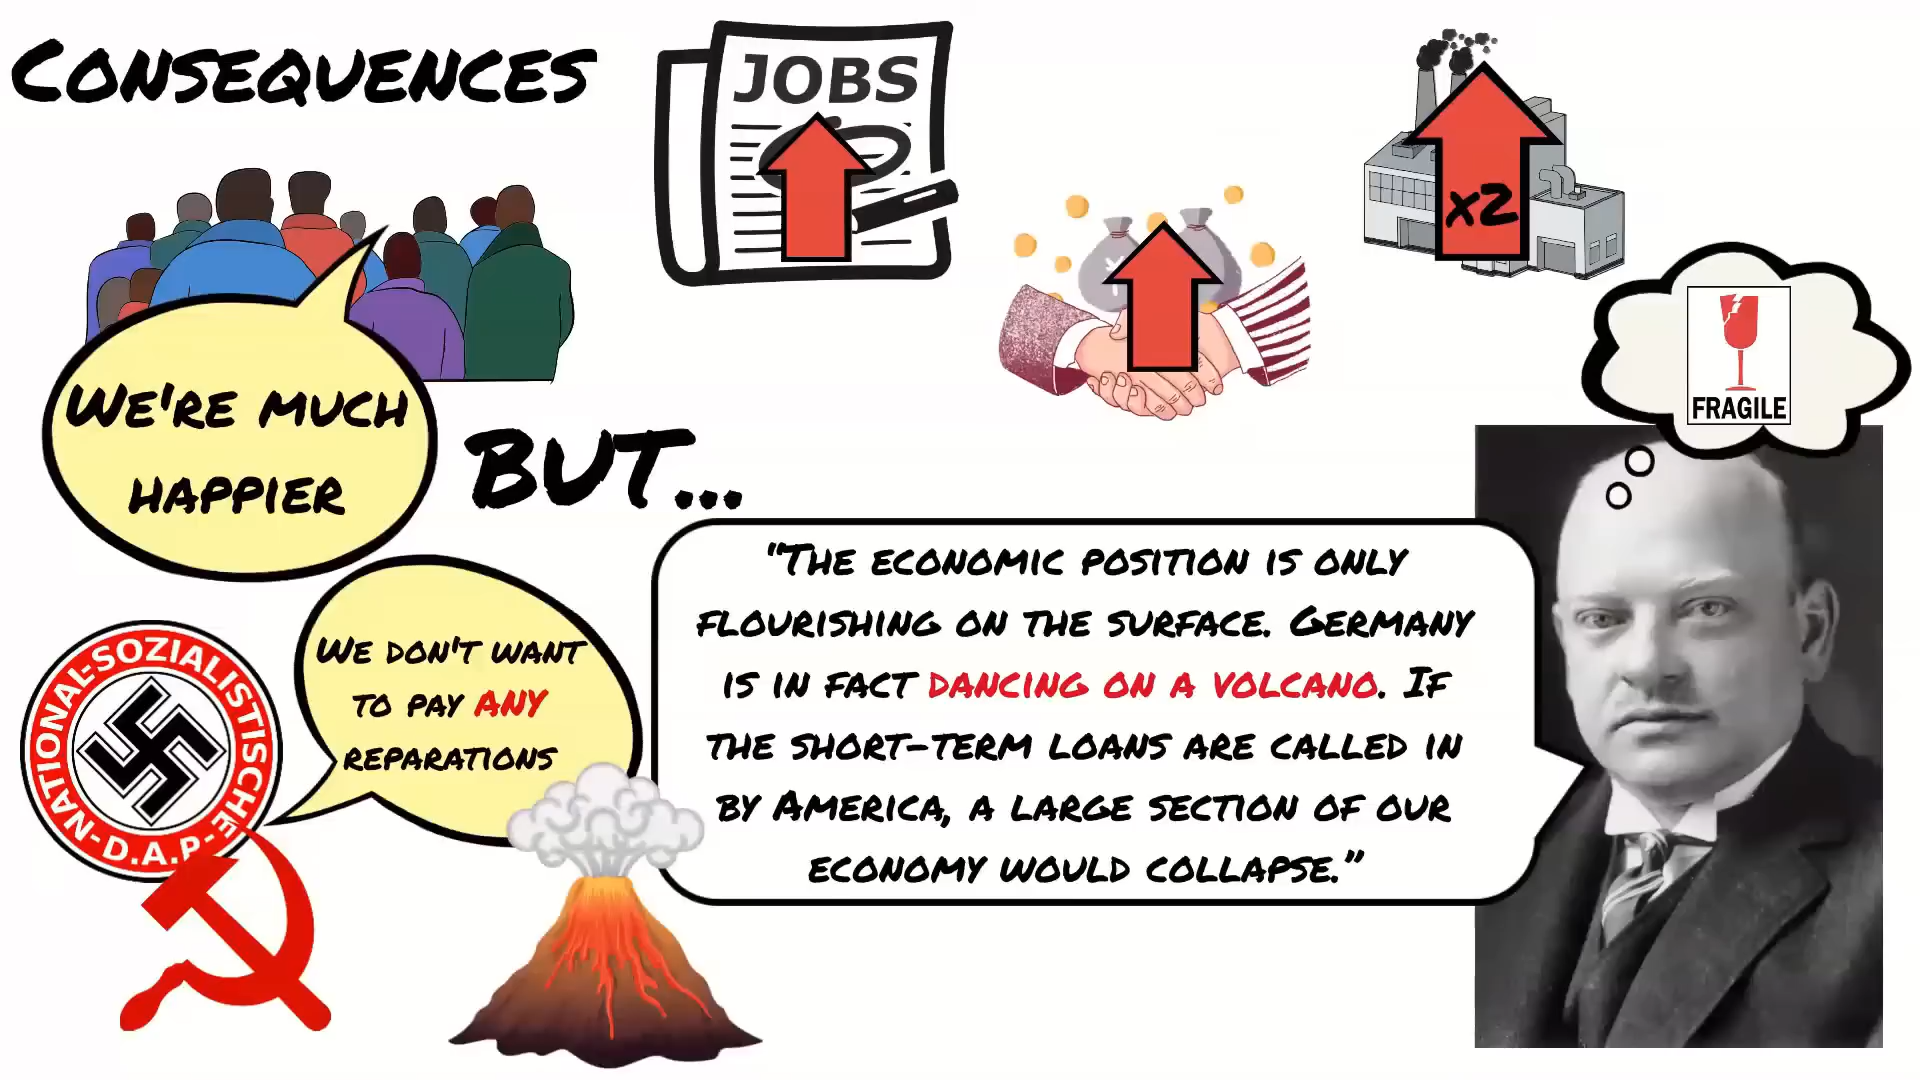 CONSEQUENCES
JOBS
x2
FRAGILE
WE'RE MUCH
HAPPIER
BUT...
"THE ECONOMIC POSITION IS ONLY
FLOURISHING ON THE SURFACE. GERMANY
IS IN FACT DANCING ON A VOLCANO. IF
THE SHORT-TERM LOANS ARE CALLED IN
BY AMERICA, A LARGE SECTION OF OUR
ECONOMY WOULD COLLAPSE."
WE DON'T WANT
TO PAY ANY
REPARATIONS
NATIONAL-SOZIALISTISCHE-
D.A.P.